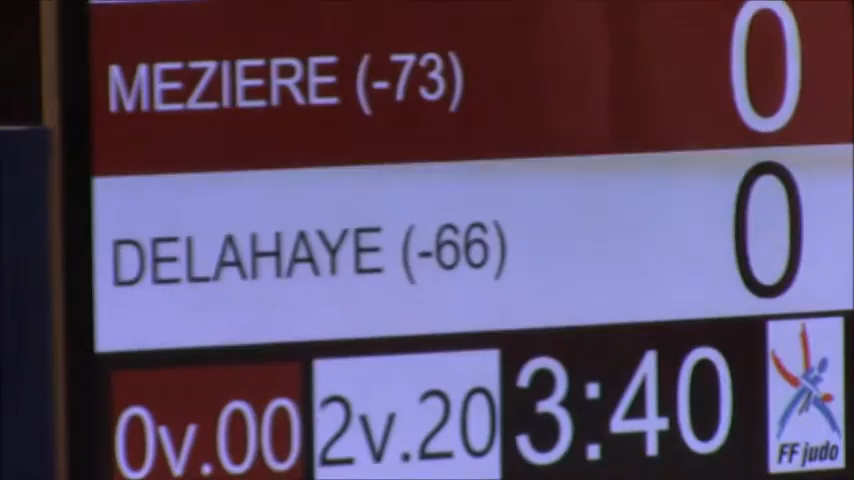 MEZIERE (-73) 0
DELAHAYE (-66) 0
0v.00 2v.20 3:40
FF judo